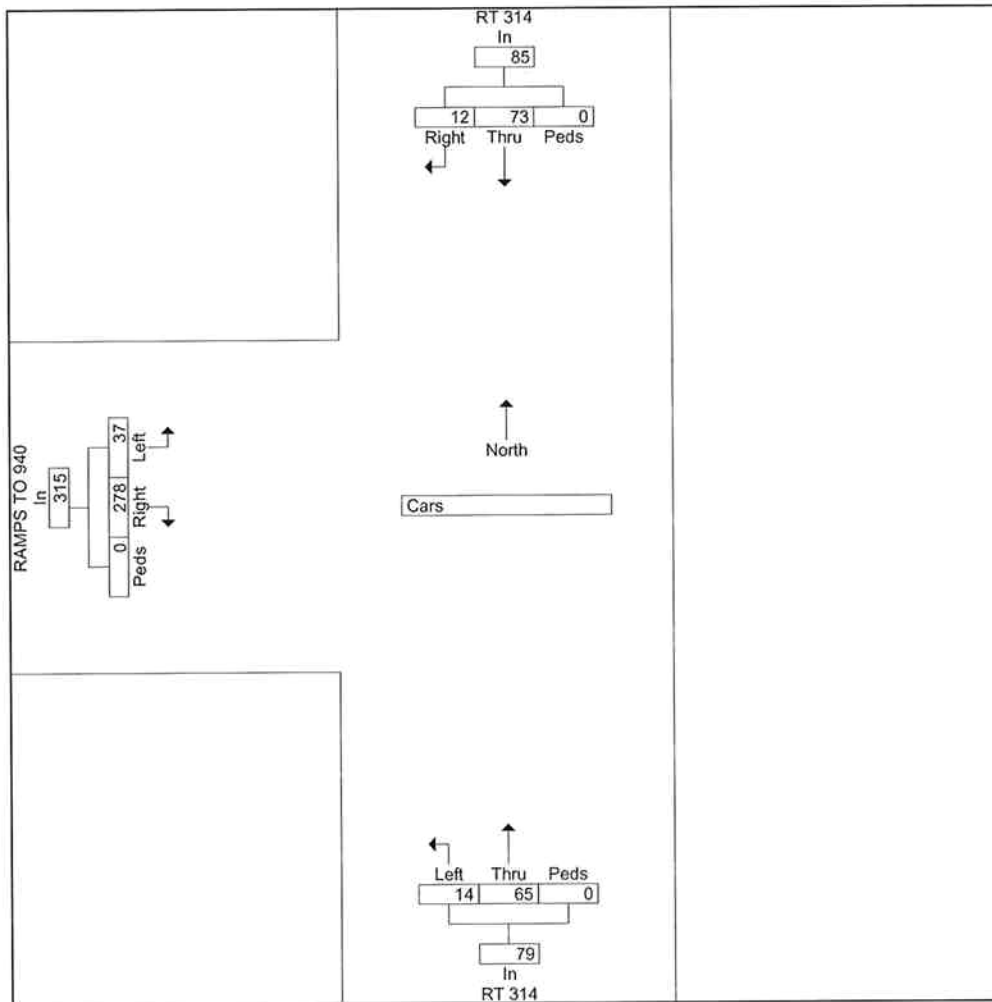 RT 314
In
85
12 73 0
Right Thru Peds
North
Cars
RAMPS TO 940
In
315
0 278 37
Peds Right Left
Left Thru Peds
14 65 0
79
In
RT 314